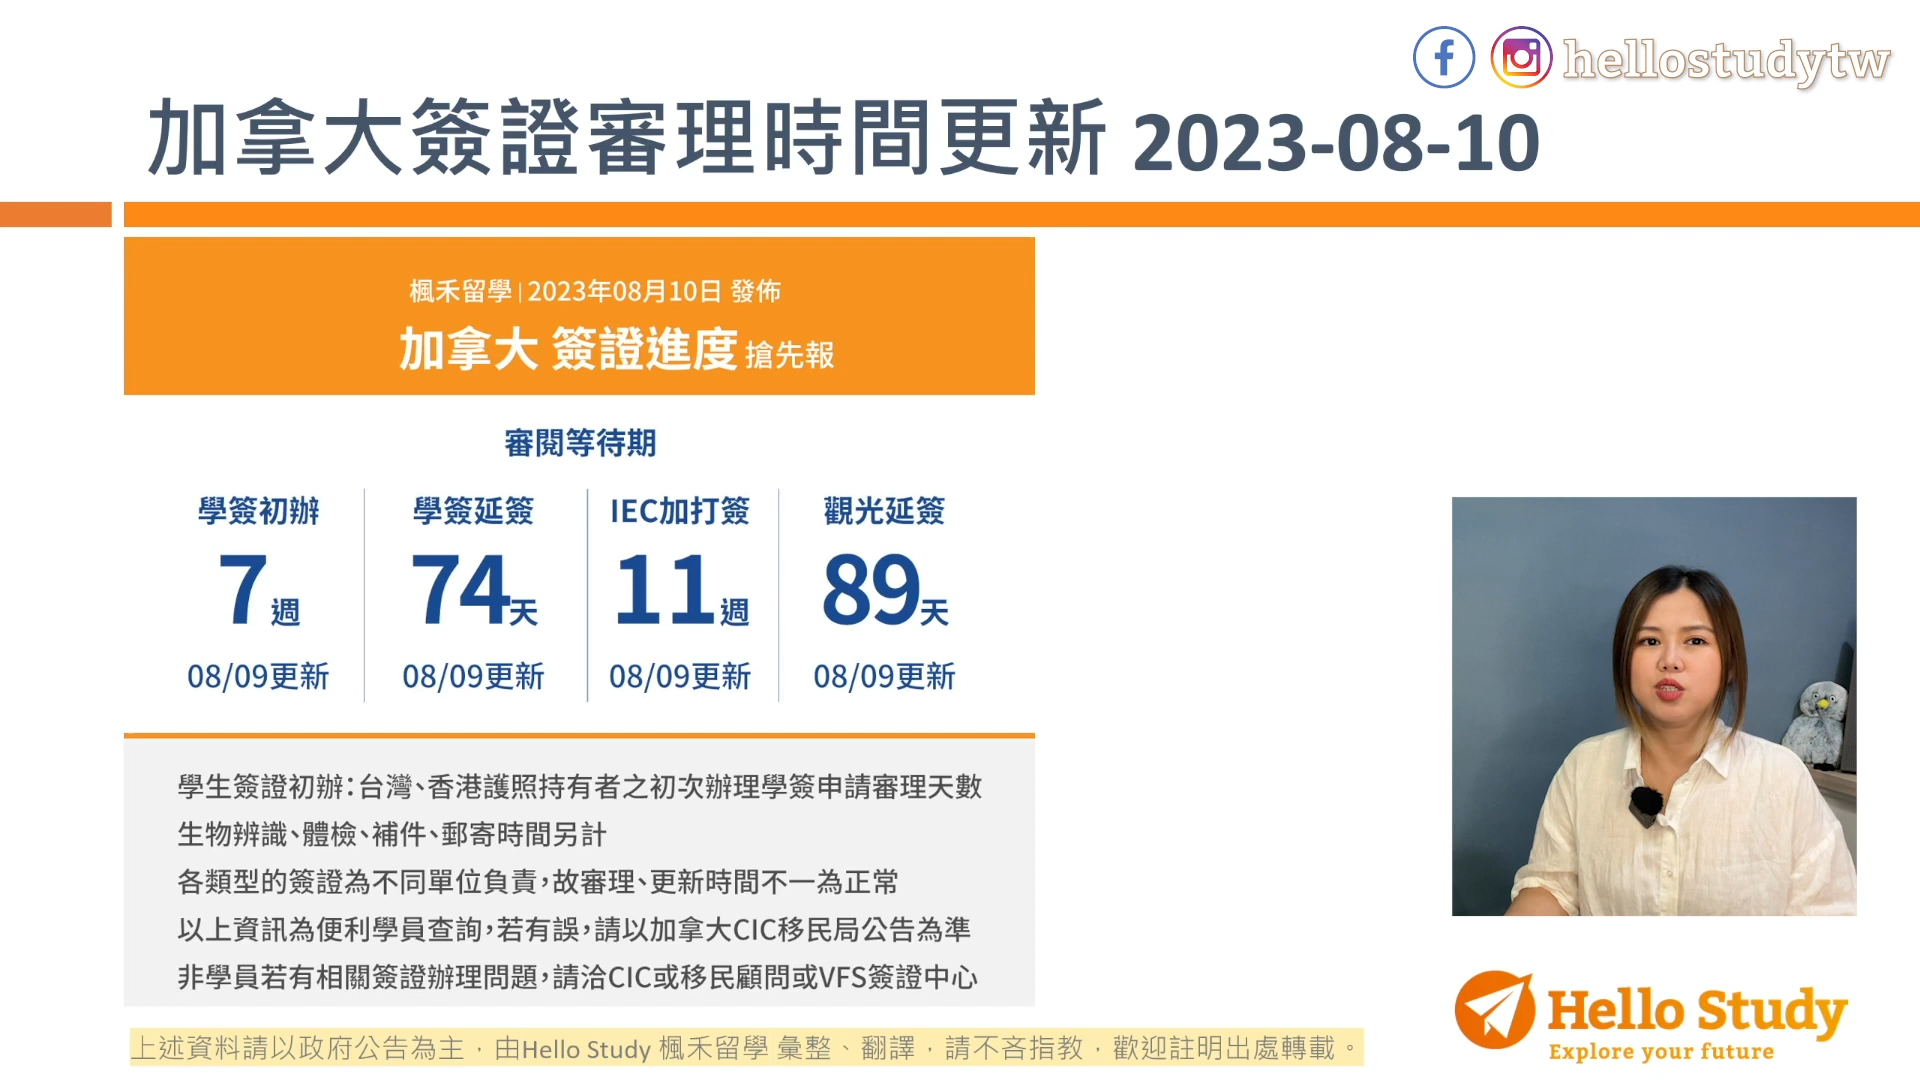 hellostudytw
加拿大簽證審理時間更新 2023-08-10
楓禾留學|2023年08月10日 發佈
加拿大 簽證進度 搶先報
審閱等待期
學簽初辦
7週
08/09更新
學簽延簽
74天
08/09更新
IEC加打簽
11週
08/09更新
觀光延簽
89天
08/09更新
學生簽證初辦：台灣、香港護照持有者之初次辦理學簽申請審理天數
生物辨識、體檢、補件、郵寄時間另計
各類型的簽證為不同單位負責，故審理、更新時間不一為正常
以上資訊為便利學員查詢，若有誤，請以加拿大CIC移民局公告為準
非學員若有相關簽證辦理問題，請洽CIC或移民顧問或VFS簽證中心
上述資料請以政府公告為主，由Hello Study 楓禾留學 彙整、翻譯，請不吝指教，歡迎註明出處轉載。
Hello Study
Explore your future